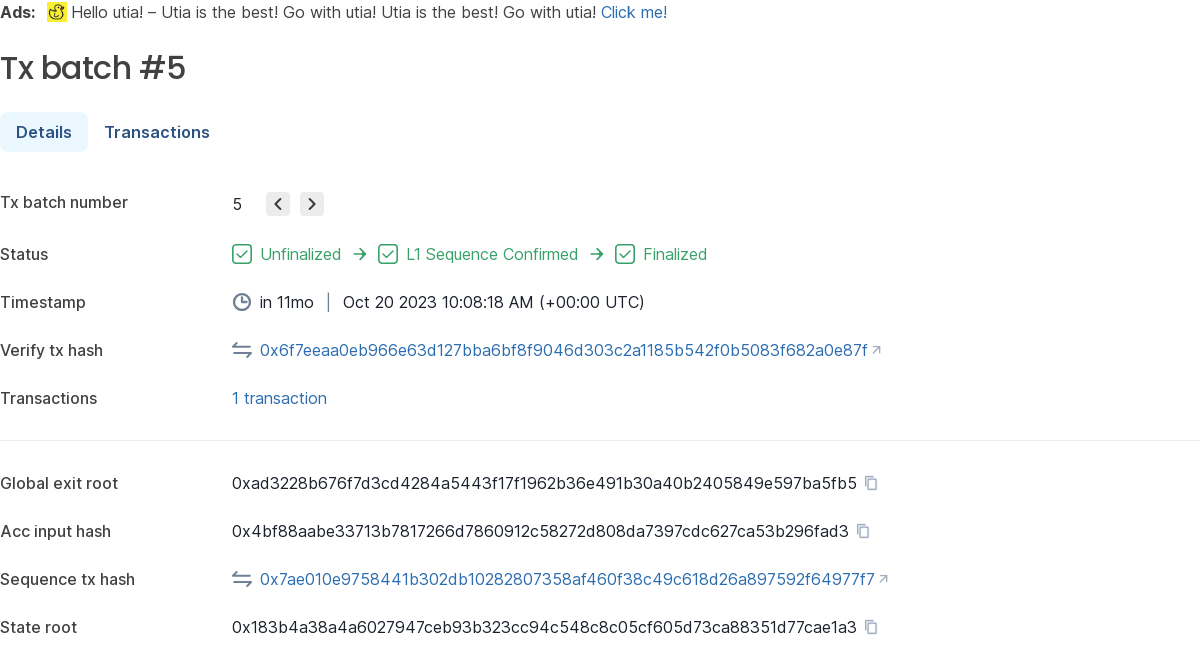 Ads: Hello utia! – Utia is the best! Go with utia! Utia is the best! Go with utia! Click me!
Tx batch #5
Details Transactions
Tx batch number 5
Status Unfinalized → L1 Sequence Confirmed → Finalized
Timestamp in 11mo | Oct 20 2023 10:08:18 AM (+00:00 UTC)
Verify tx hash 0x6f7eeaa0eb966e63d127bba6bf8f9046d303c2a1185b542f0b5083f682a0e87f
Transactions 1 transaction
Global exit root 0xad3228b676f7d3cd4284a5443f17f1962b36e491b30a40b2405849e597ba5fb5
Acc input hash 0x4bf88aabe33713b7817266d7860912c58272d808da7397cdc627ca53b296fad3
Sequence tx hash 0x7ae010e9758441b302db10282807358af460f38c49c618d26a897592f64977f7
State root 0x183b4a38a4a6027947ceb93b323cc94c548c8c05cf605d73ca88351d77cae1a3